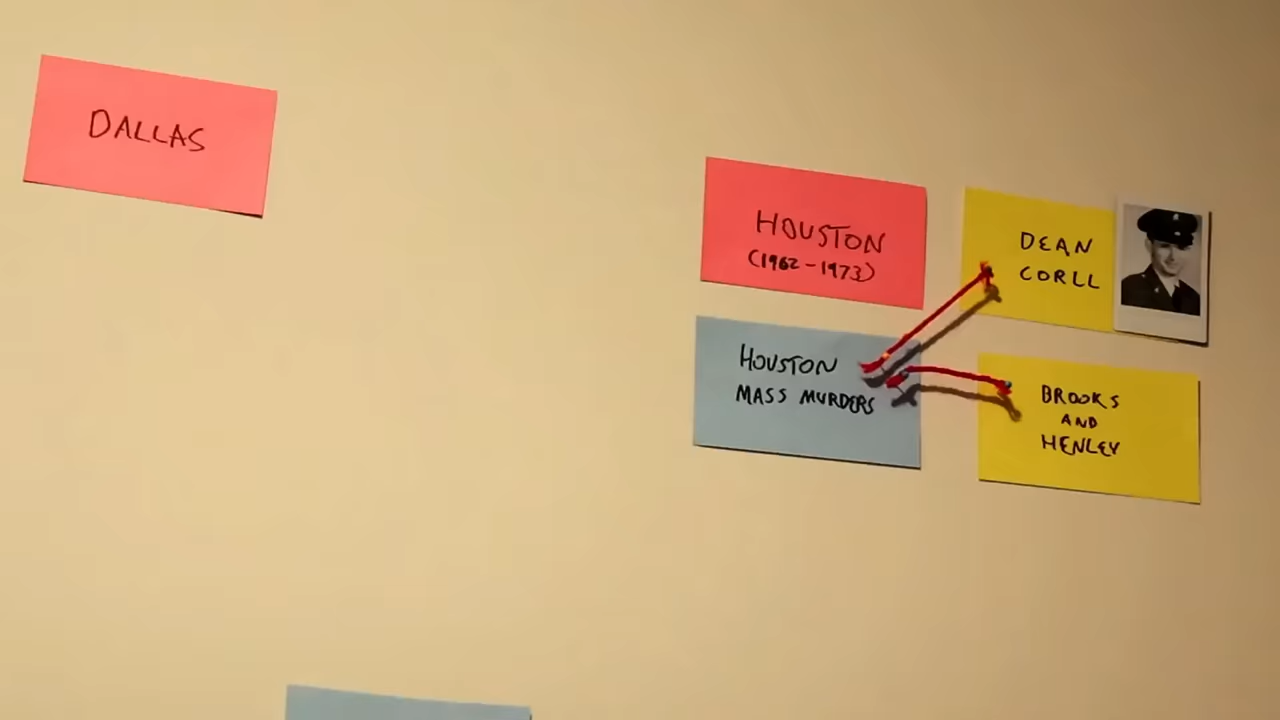 DALLAS
HOUSTON
(1962-1973)
DEAN
CORLL
HOUSTON
MASS MURDERS
BROOKS
AND
HENLEY